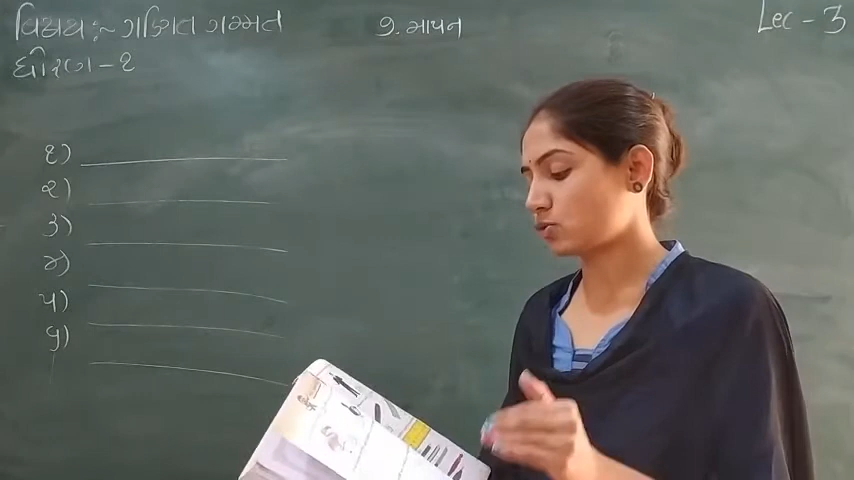 વિષય :~ ગણિત ગમ્મત
૭. માપન
Lec - 3
ધોરણ - ૨
૧)
૨)
૩)
૪)
૫)
૬)